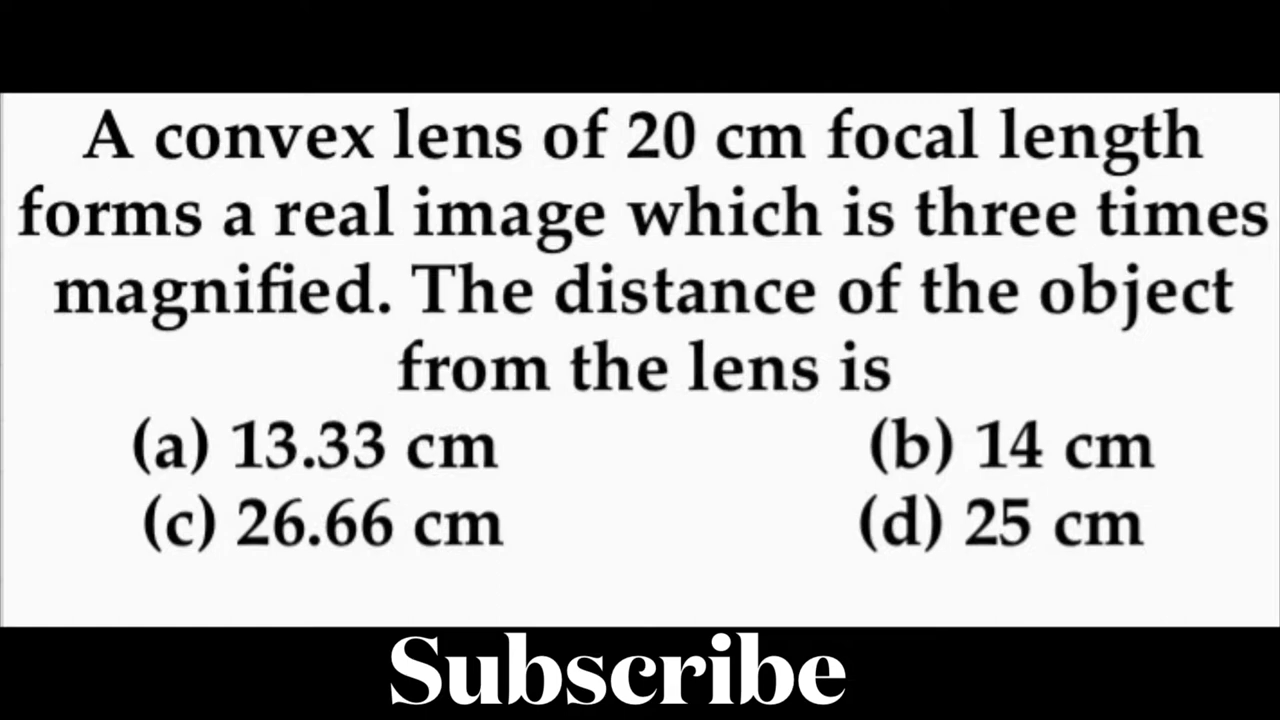 A convex lens of 20 cm focal length
forms a real image which is three times
magnified. The distance of the object
from the lens is
(a) 13.33 cm (b) 14 cm
(c) 26.66 cm (d) 25 cm
Subscribe